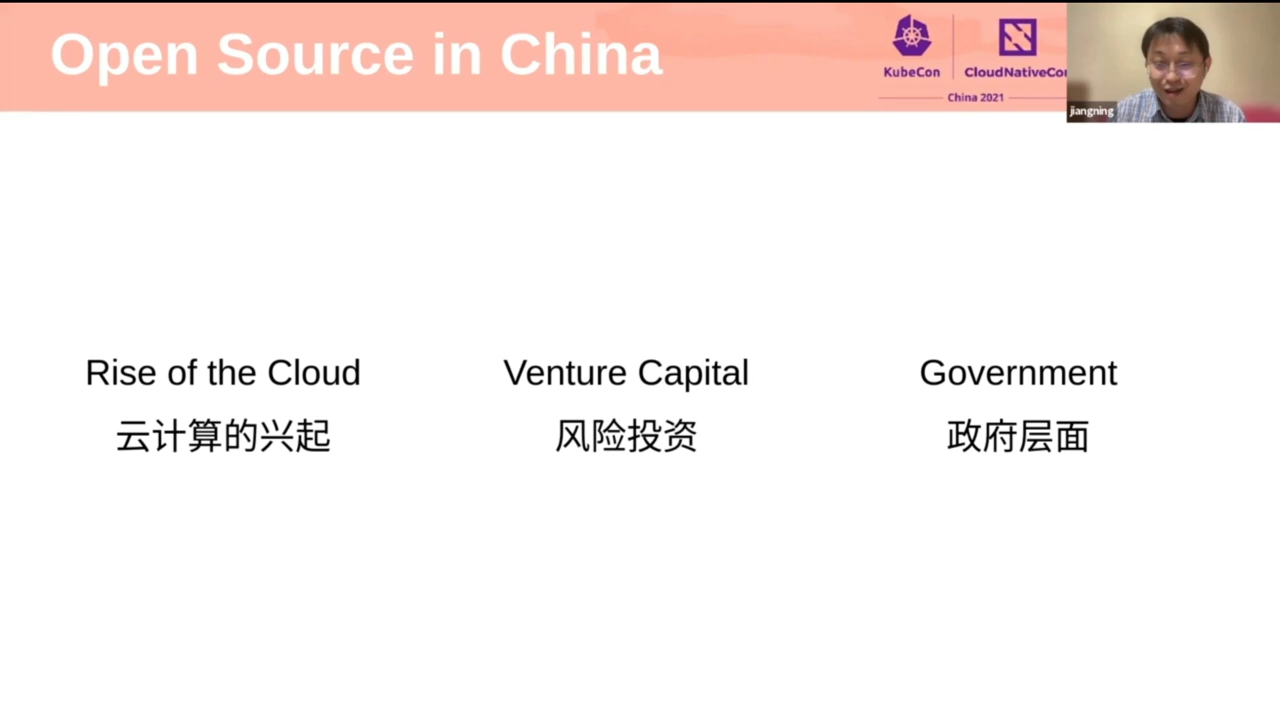 Open Source in China
KubeCon
CloudNativeCon
China 2021
jiangning
Rise of the Cloud
Venture Capital
Government
云计算的兴起
风险投资
政府层面